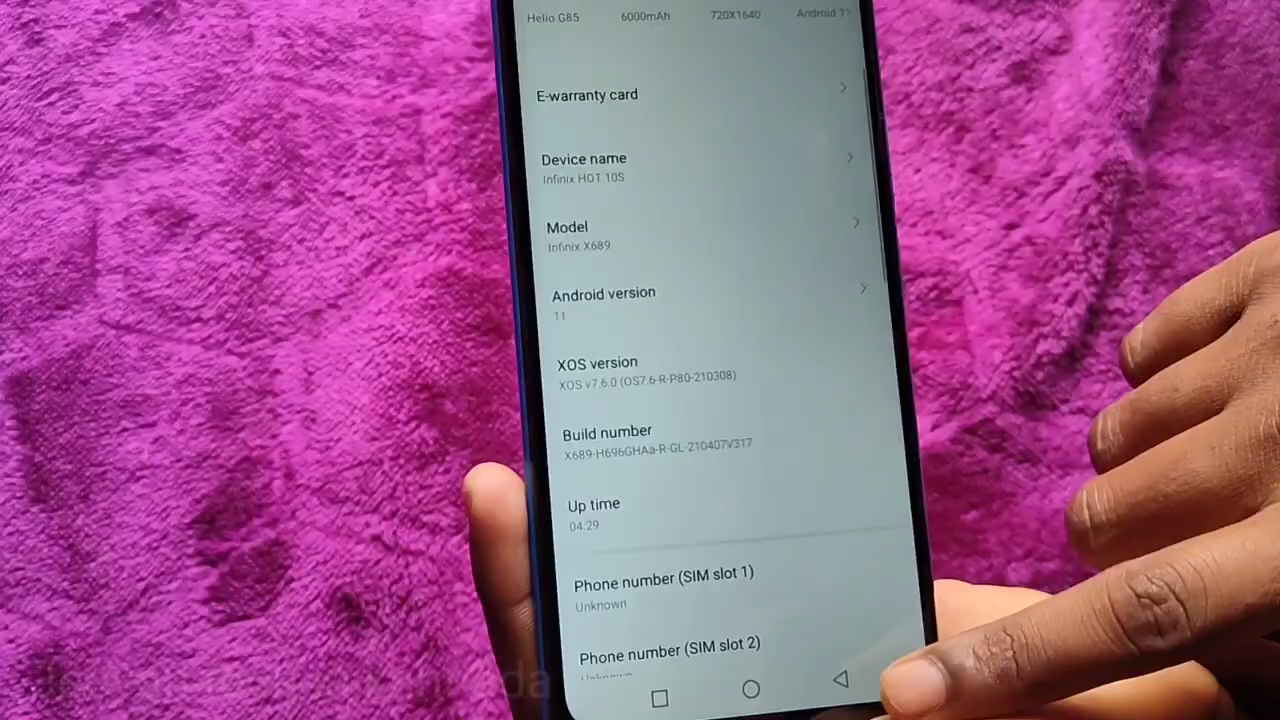 Helio G85 6000mAh 720X1640 Android 11
E-warranty card
Device name
Infinix HOT 10S
Model
Infinix X689
Android version
11
XOS version
XOS v7.6.0 (OS7.6-R-P80-210308)
Build number
X689-H696GHAa-R-GL-210407V317
Up time
04:29
Phone number (SIM slot 1)
Unknown
Phone number (SIM slot 2)